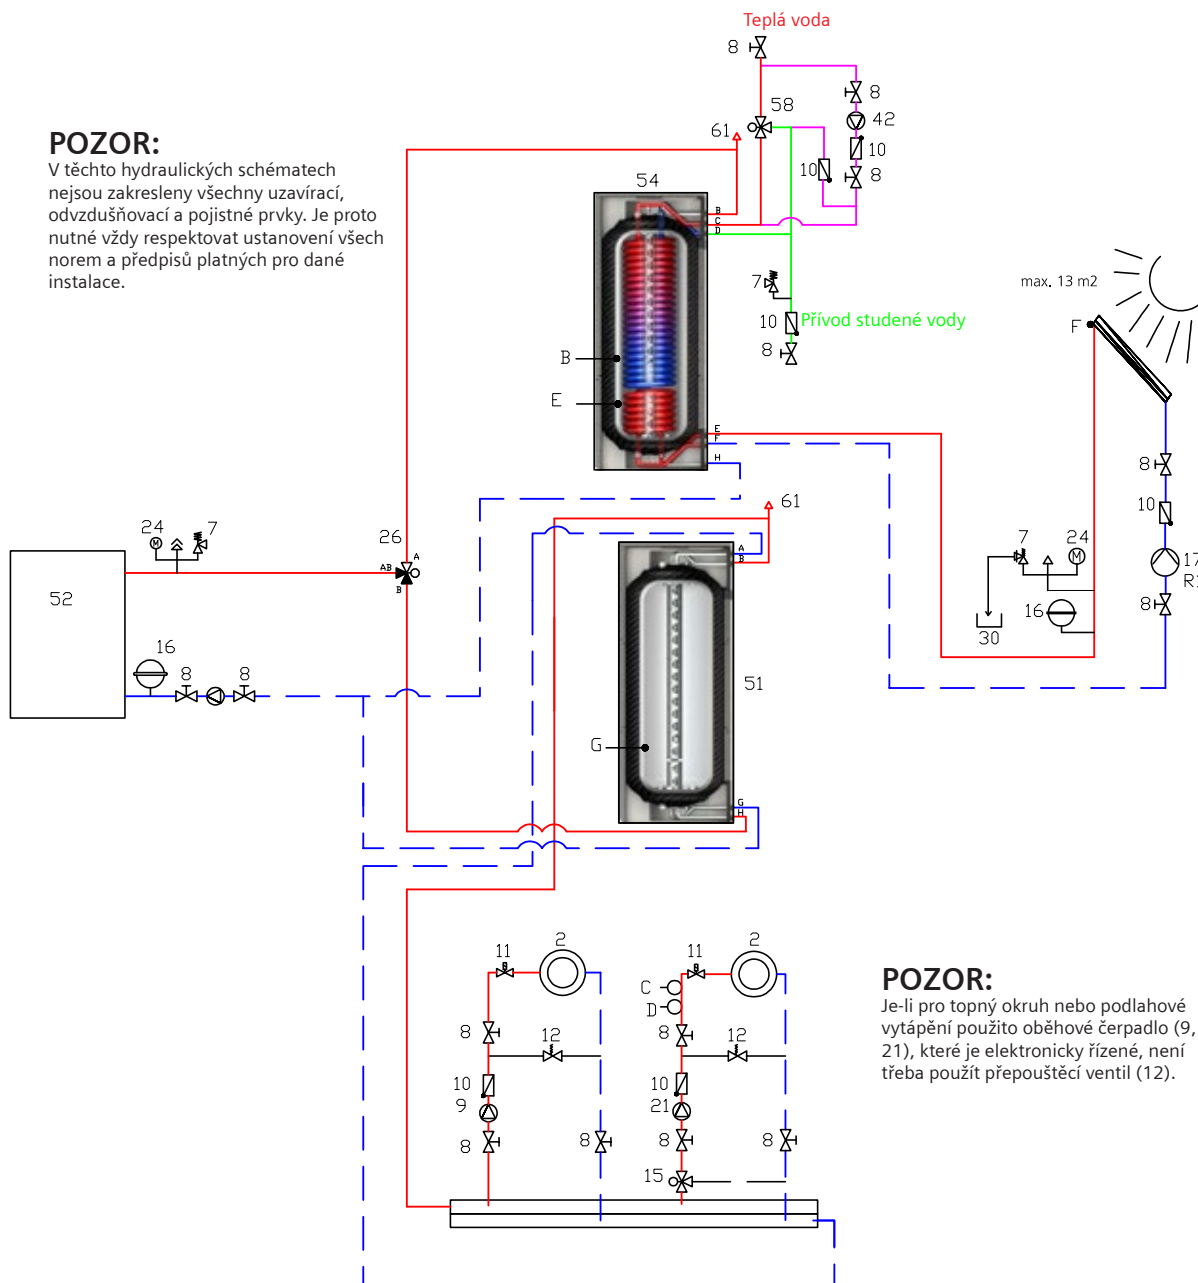 Teplá voda
8
58
8
42
61
10
10
8
POZOR:
V těchto hydraulických schématech
nejsou zakresleny všechny uzavírací,
odvzdušňovací a pojistné prvky. Je proto
nutné vždy respektovat ustanovení všech
norem a předpisů platných pro dané
instalace.
54
B
C
D
7
max. 13 m2
10
Přívod studené vody
F
8
B
E
E
F
H
8
61
10
24
7
26
A
AB
B
A
B
7
24
17
52
16
8
30
16
8
8
51
G
G
H
11
2
11
2
C
D
8
12
8
12
10
10
9
21
8
8
8
8
15
POZOR:
Je-li pro topný okruh nebo podlahové
vytápění použito oběhové čerpadlo (9,
21), které je elektronicky řízené, není
třeba použít přepouštěcí ventil (12).